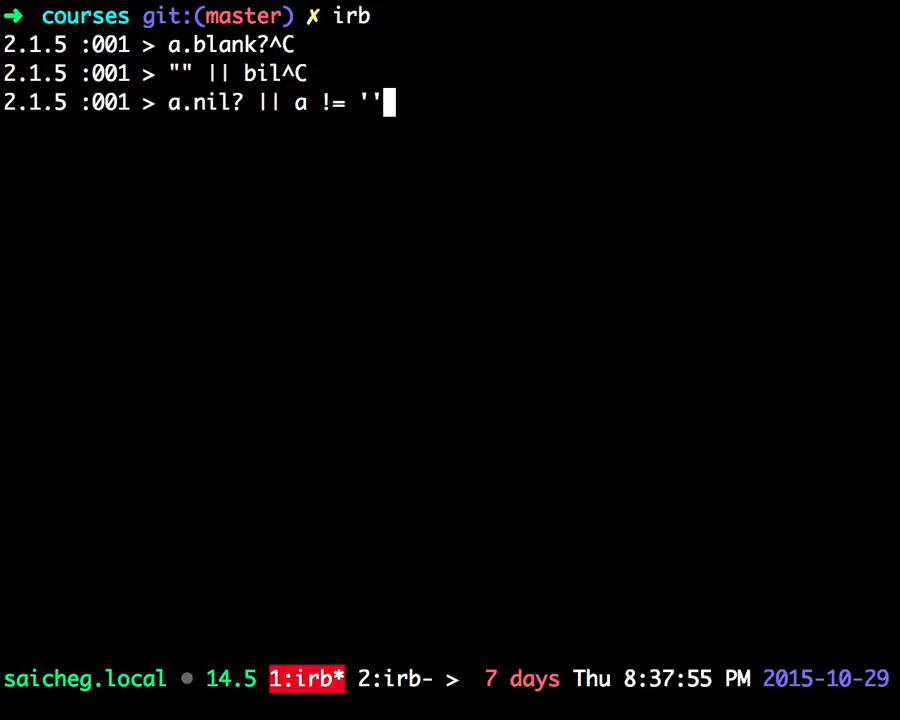 ➜ courses git:(master) ✗ irb
2.1.5 :001 > a.blank?^C
2.1.5 :001 > "" || bil^C
2.1.5 :001 > a.nil? || a != ''
saicheg.local ● 14.5 1:irb* 2:irb- > 7 days Thu 8:37:55 PM 2015-10-29